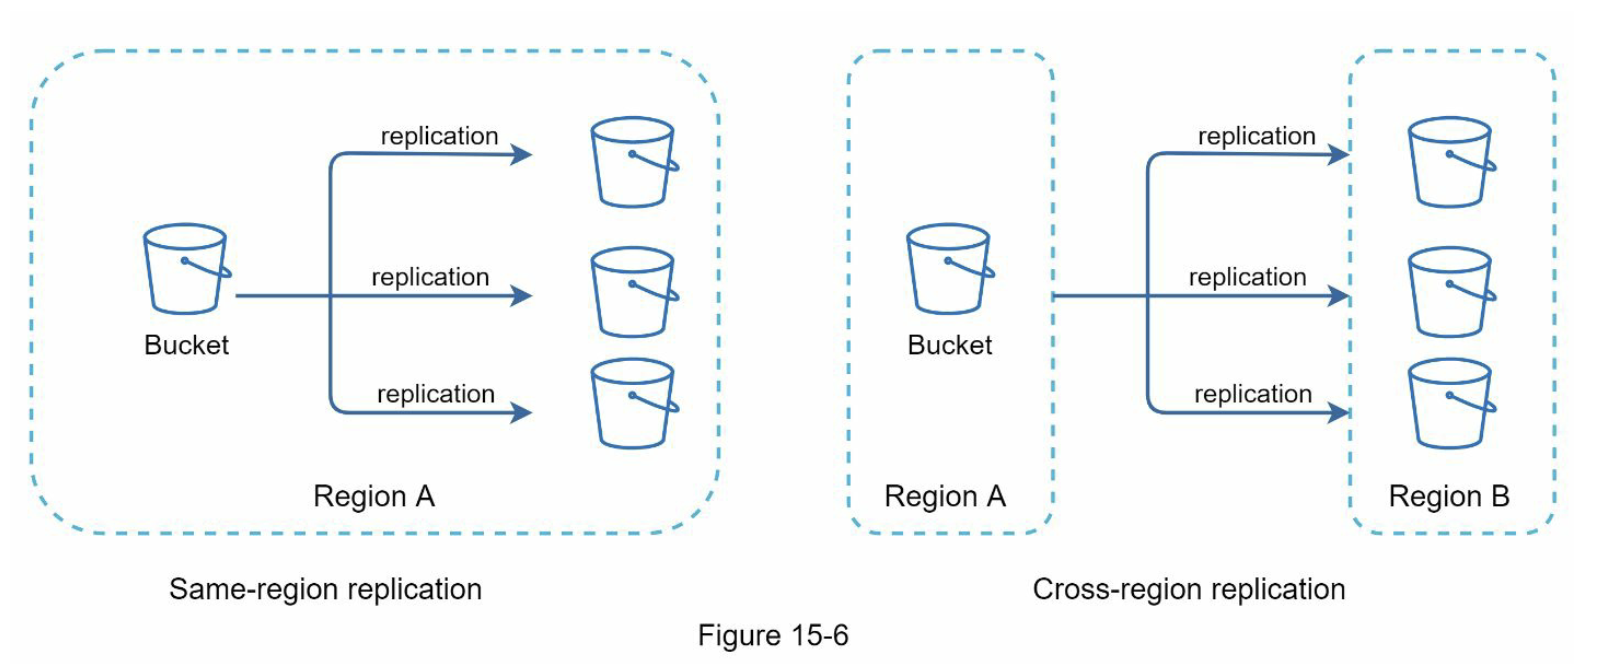 replication
replication
Bucket
replication
Region A
Same-region replication
replication
replication
Bucket
replication
Region A
Region B
Cross-region replication
Figure 15-6